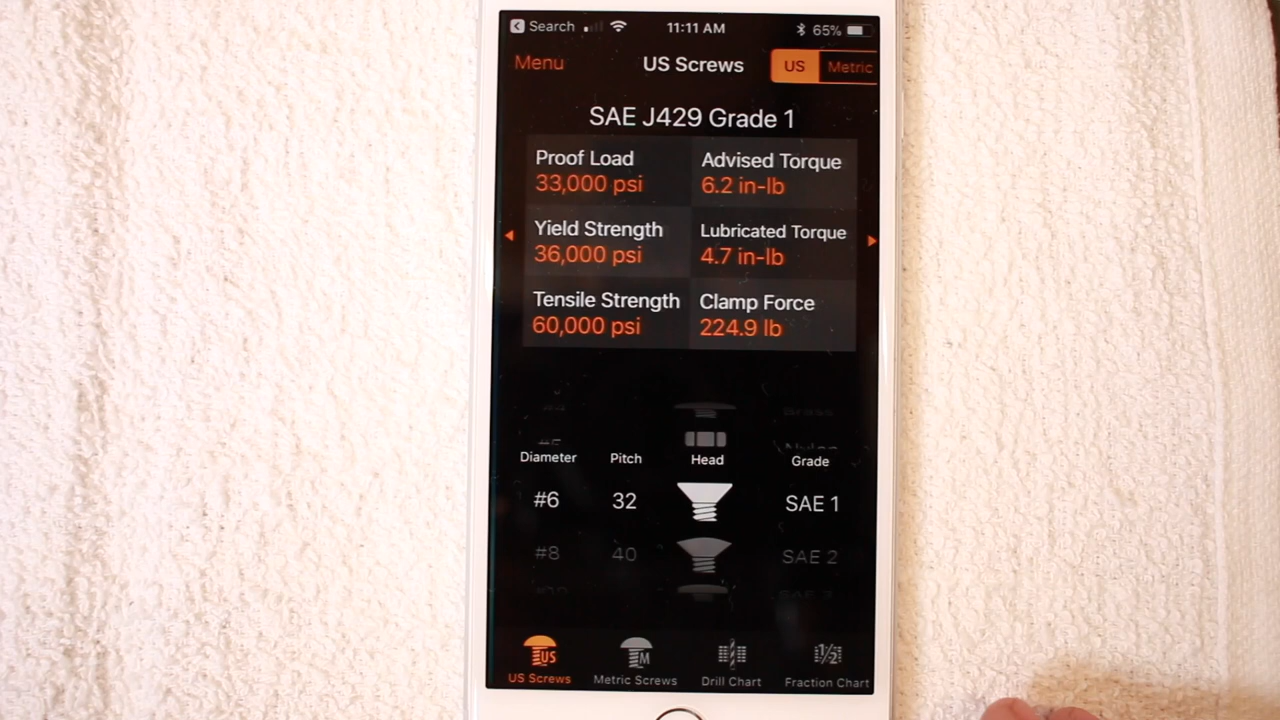 Search 11:11 AM 65%
Menu US Screws US Metric
SAE J429 Grade 1
Proof Load Advised Torque
33,000 psi 6.2 in-lb
Yield Strength Lubricated Torque
36,000 psi 4.7 in-lb
Tensile Strength Clamp Force
60,000 psi 224.9 lb
Diameter Pitch Head Grade
#6 32 SAE 1
#8 40 SAE 2
US M 1/2
US Screws Metric Screws Drill Chart Fraction Chart